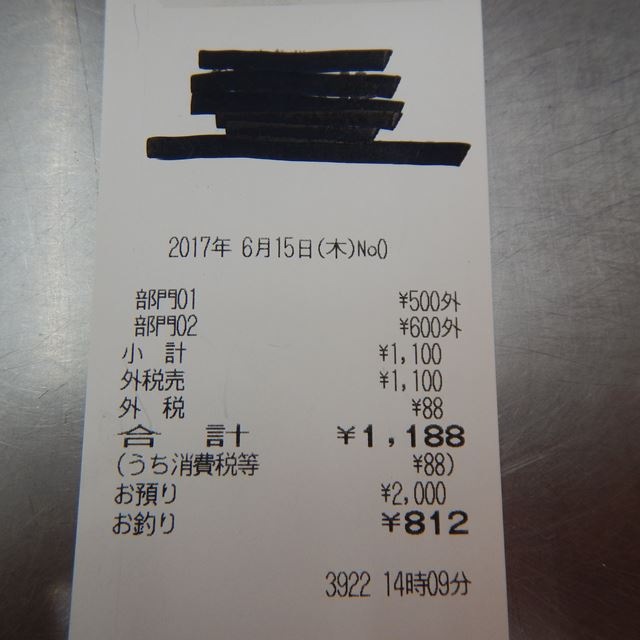 2017年 6月15日(木)No0
部門01 ¥500外
部門02 ¥600外
小 計 ¥1,100
外税売 ¥1,100
外 税 ¥88
合 計 ¥1,188
(うち消費税等 ¥88)
お預り ¥2,000
お釣り ¥812
3922 14時09分